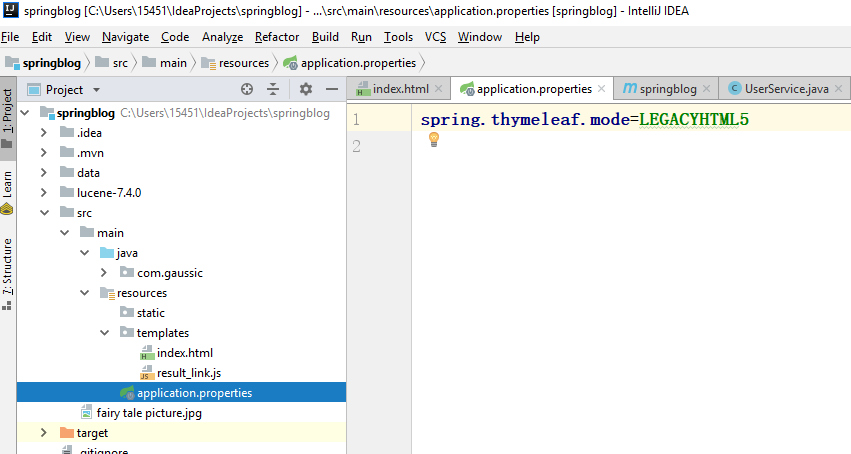 springblog [C:\Users\15451\IdeaProjects\springblog] - ...\src\main\resources\application.properties [springblog] - IntelliJ IDEA
File Edit View Navigate Code Analyze Refactor Build Run Tools VCS Window Help
springblog src main resources application.properties
Project
index.html application.properties springblog UserService.java
1: Project
Learn
7: Structure
springblog C:\Users\15451\IdeaProjects\springblog
.idea
.mvn
data
lucene-7.4.0
src
main
java
com.gaussic
resources
static
templates
index.html
result_link.js
application.properties
fairy tale picture.jpg
target
.gitignore
1 spring.thymeleaf.mode=LEGACYHTML5
2